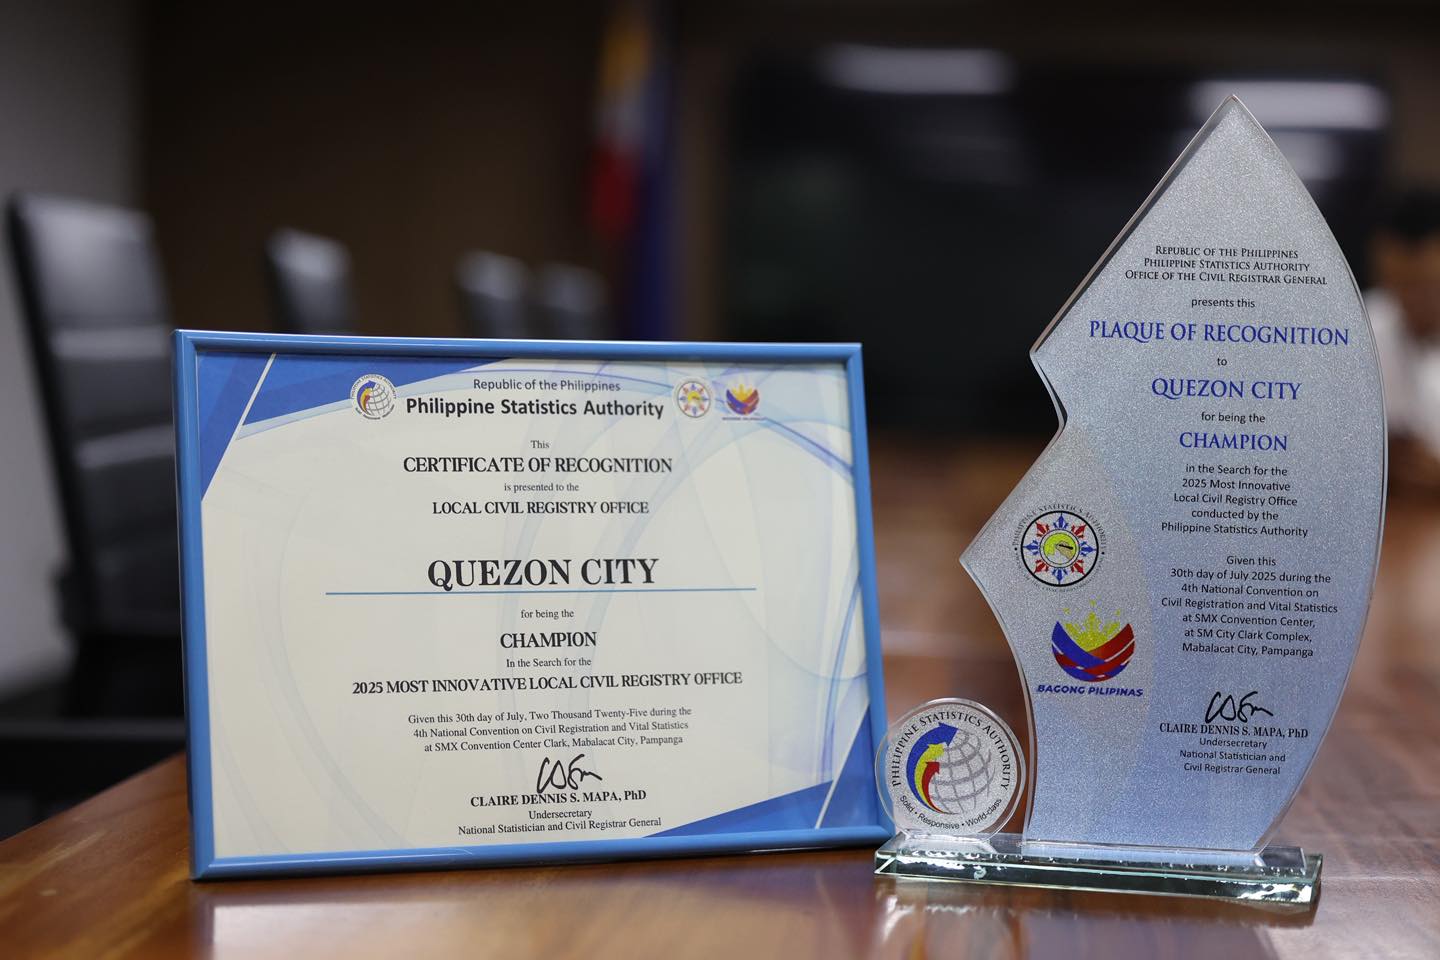 Republic of the Philippines
Philippine Statistics Authority
This
CERTIFICATE OF RECOGNITION
is presented to the
LOCAL CIVIL REGISTRY OFFICE
QUEZON CITY
for being the
CHAMPION
In the Search for the
2025 MOST INNOVATIVE LOCAL CIVIL REGISTRY OFFICE
Given this 30th day of July, Two Thousand Twenty-Five during the
4th National Convention on Civil Registration and Vital Statistics
at SMX Convention Center Clark, Mabalacat City, Pampanga
CLAIRE DENNIS S. MAPA, PhD
Undersecretary
National Statistician and Civil Registrar General
REPUBLIC OF THE PHILIPPINES
PHILIPPINE STATISTICS AUTHORITY
OFFICE OF THE CIVIL REGISTRAR GENERAL
presents this
PLAQUE OF RECOGNITION
to
QUEZON CITY
for being the
CHAMPION
in the Search for the
2025 Most Innovative
Local Civil Registry Office
conducted by the
Philippine Statistics Authority
Given this
30th day of July 2025 during the
4th National Convention on
Civil Registration and Vital Statistics
at SMX Convention Center,
at SM City Clark Complex,
Mabalacat City, Pampanga
CLAIRE DENNIS S. MAPA, PhD
Undersecretary
National Statistician and
Civil Registrar General
BAGONG PILIPINAS
PHILIPPINE STATISTICS AUTHORITY
Solid • Responsive • World-class